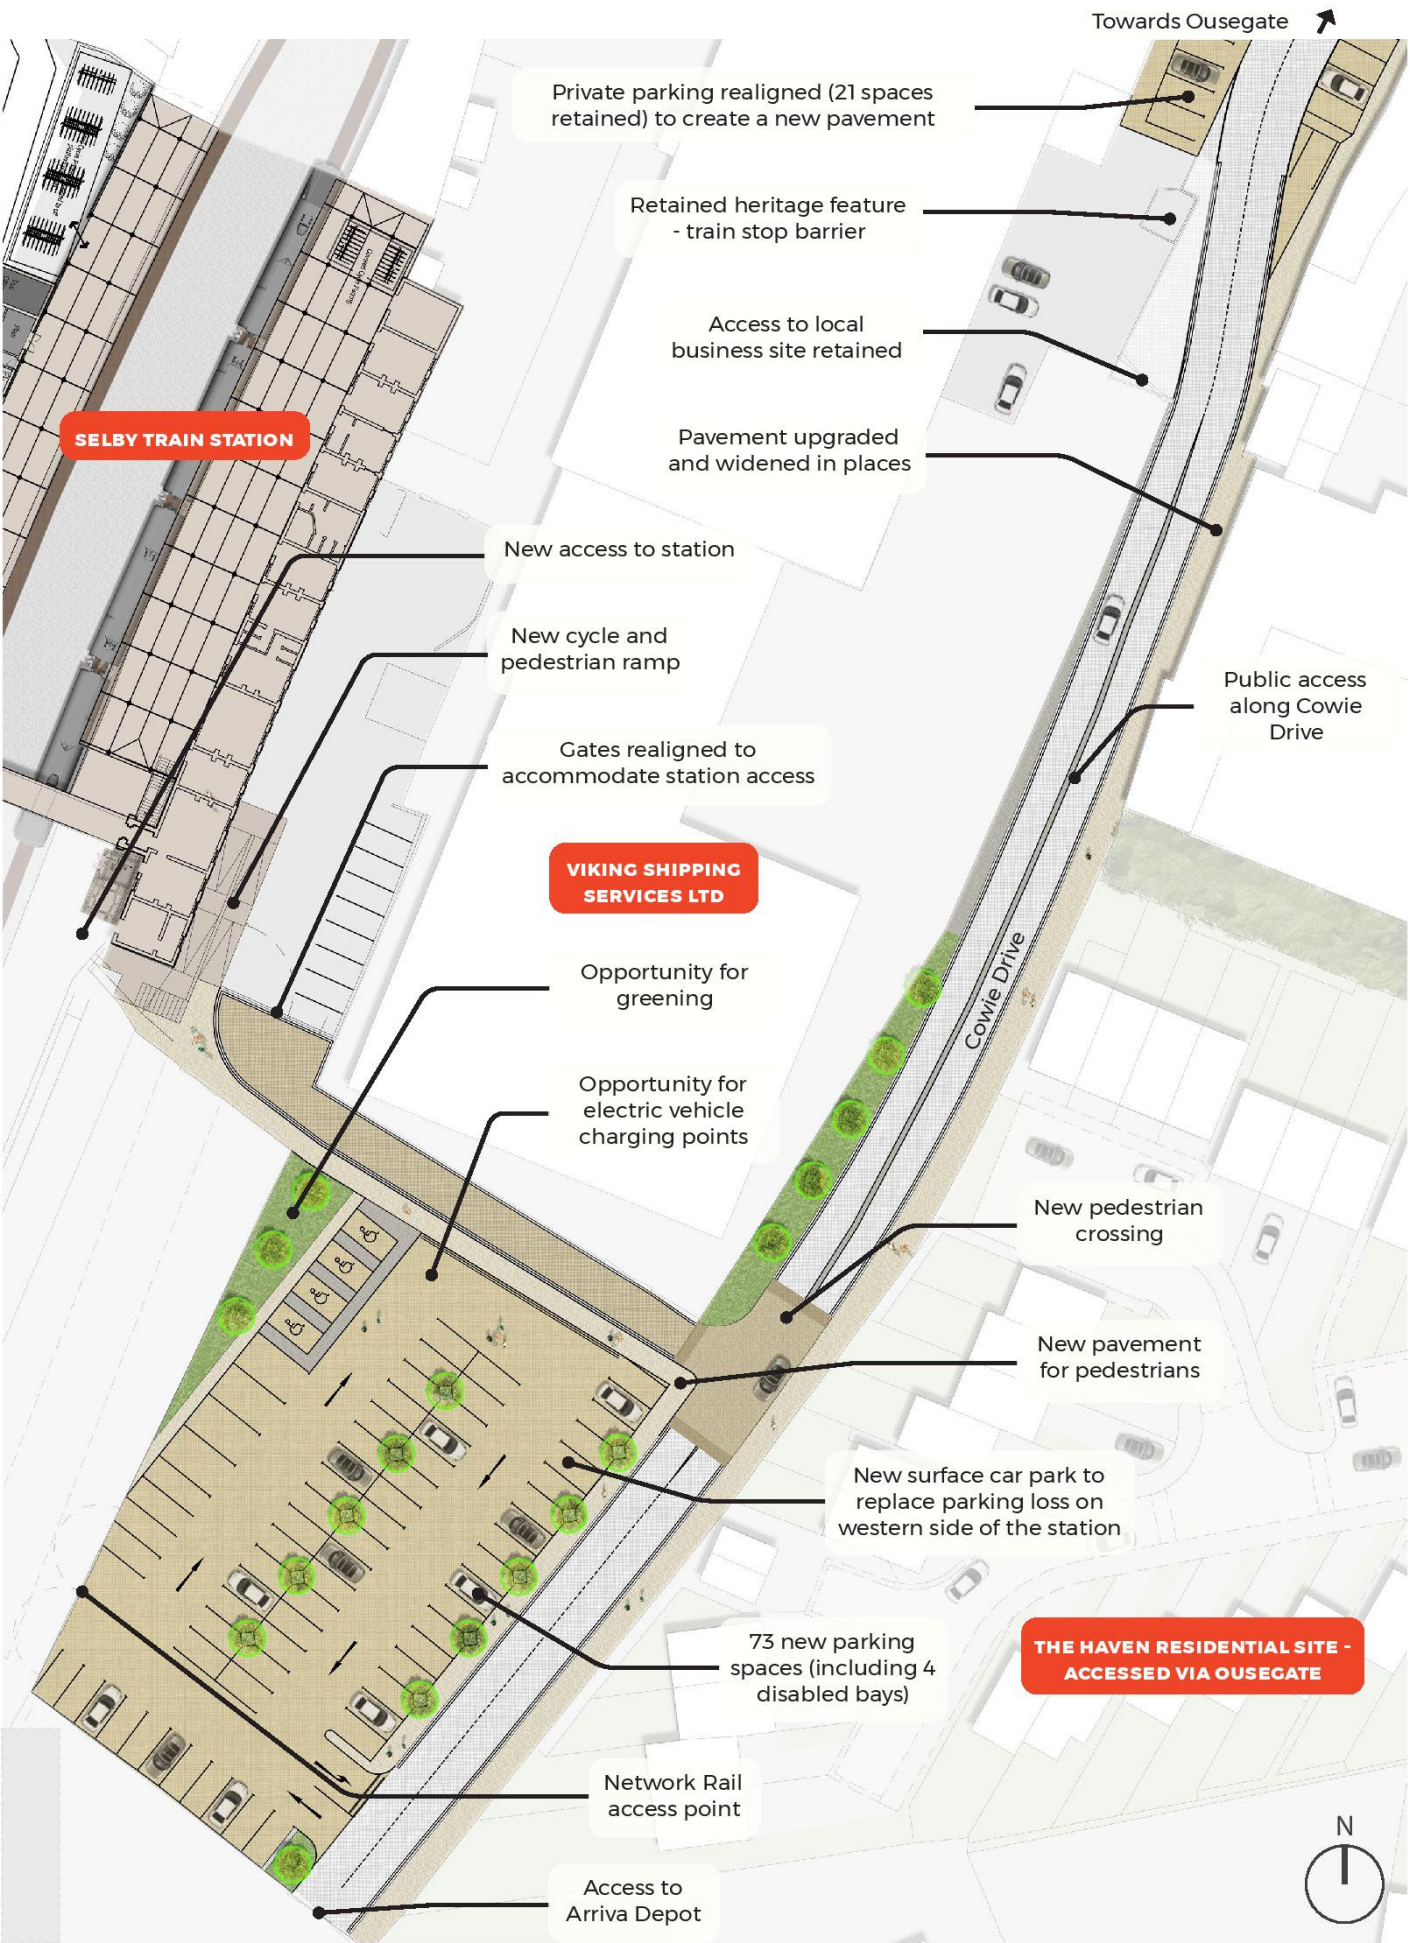 Towards Ousegate
Private parking realigned (21 spaces
retained) to create a new pavement
Retained heritage feature
- train stop barrier
Access to local
business site retained
SELBY TRAIN STATION
Pavement upgraded
and widened in places
New access to station
New cycle and
pedestrian ramp
Public access
along Cowie
Drive
Gates realigned to
accommodate station access
VIKING SHIPPING
SERVICES LTD
Opportunity for
greening
Cowie Drive
Opportunity for
electric vehicle
charging points
New pedestrian
crossing
New pavement
for pedestrians
New surface car park to
replace parking loss on
western side of the station
73 new parking
spaces (including 4
disabled bays)
THE HAVEN RESIDENTIAL SITE -
ACCESSED VIA OUSEGATE
Network Rail
access point
Access to
Arriva Depot
N